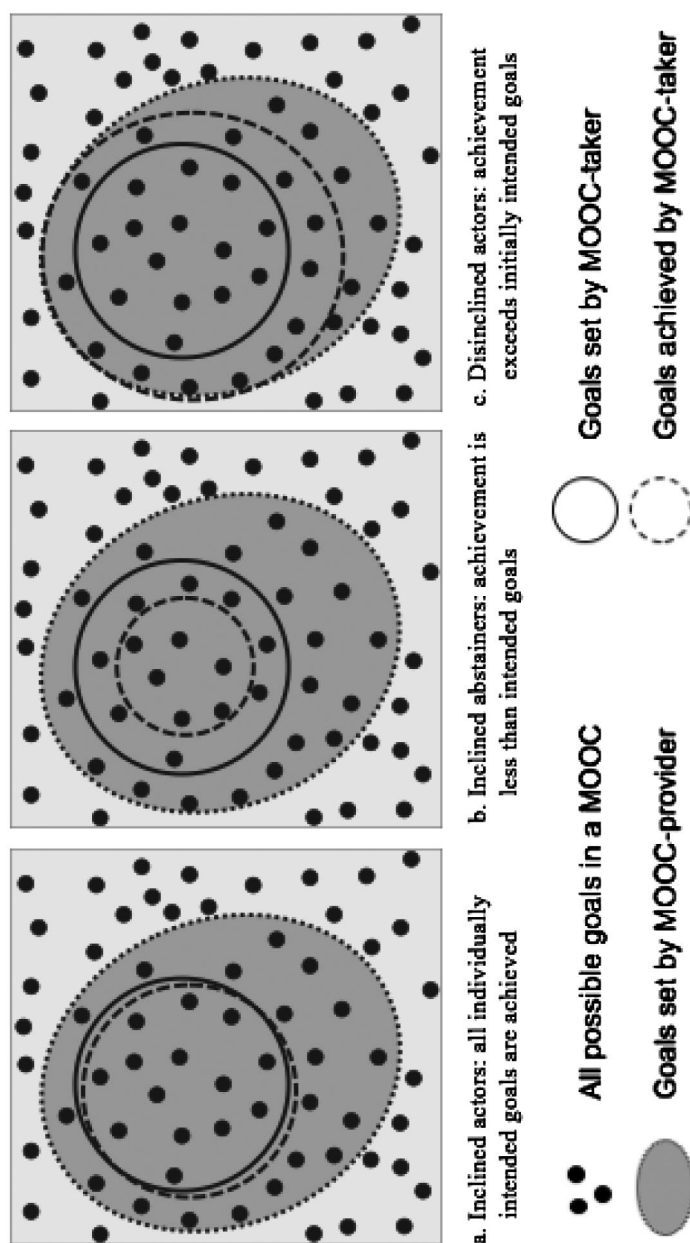 a. Inclined actors: all individually
intended goals are achieved
b. Inclined abstainers: achievement is
less than intended goals
c. Disinclined actors: achievement
exceeds initially intended goals
All possible goals in a MOOC
Goals set by MOOC-taker
Goals set by MOOC-provider
Goals achieved by MOOC-taker